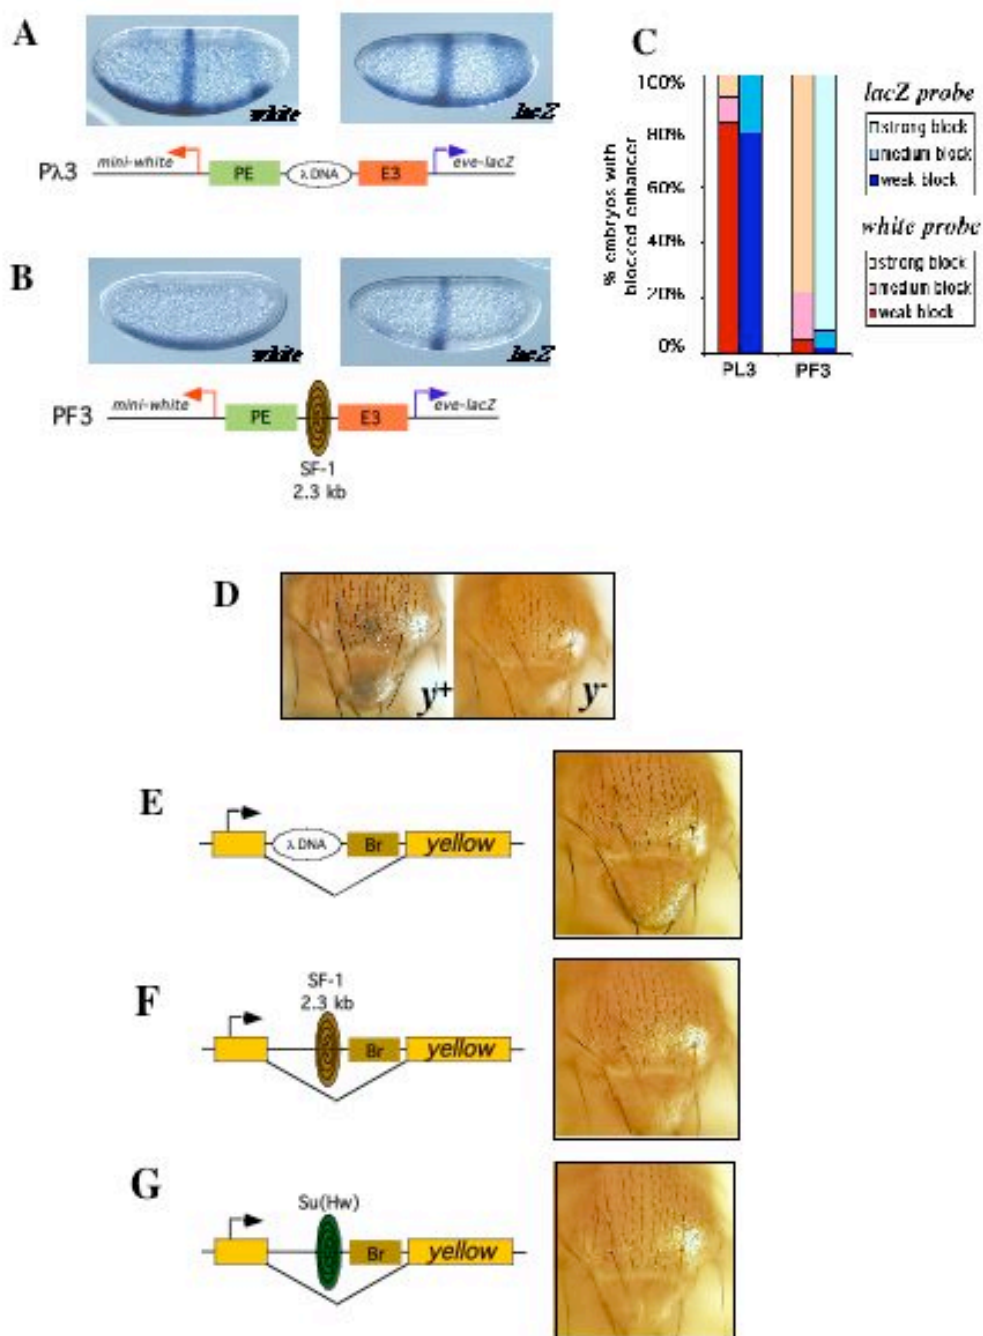 A
white
lacZ
mini-white
PE
λ DNA
E3
eve-lacZ
Pλ3
B
white
lacZ
mini-white
PE
E3
eve-lacZ
PF3
SF-1
2.3 kb
C
% embryos with
blocked enhancer
100%
80%
60%
40%
20%
0%
PL3
PF3
lacZ probe
strong block
medium block
weak block
white probe
strong block
medium block
weak block
D
y+
y-
E
λ DNA
Br
yellow
F
SF-1
2.3 kb
Br
yellow
G
Su(Hw)
Br
yellow